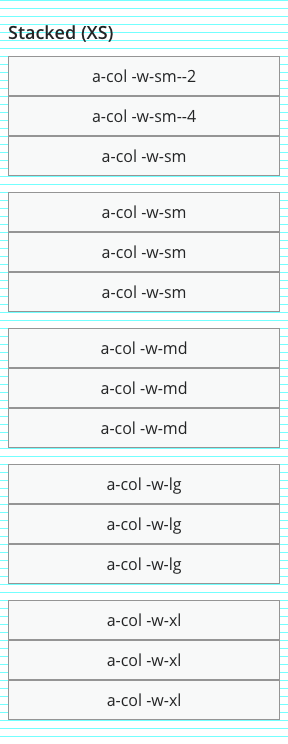 Stacked (XS)
a-col -w-sm--2
a-col -w-sm--4
a-col -w-sm
a-col -w-sm
a-col -w-sm
a-col -w-sm
a-col -w-md
a-col -w-md
a-col -w-md
a-col -w-lg
a-col -w-lg
a-col -w-lg
a-col -w-xl
a-col -w-xl
a-col -w-xl